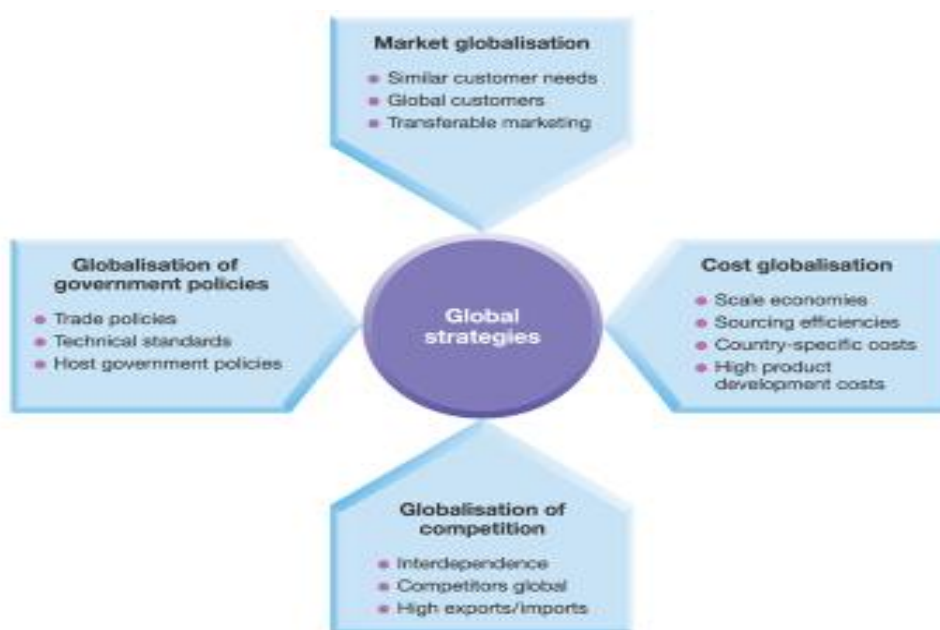 Market globalisation
• Similar customer needs
• Global customers
• Transferable marketing
Globalisation of
government policies
• Trade policies
• Technical standards
• Host government policies
Global
strategies
Cost globalisation
• Scale economies
• Sourcing efficiencies
• Country-specific costs
• High product
development costs
Globalisation of
competition
• Interdependence
• Competitors global
• High exports/imports